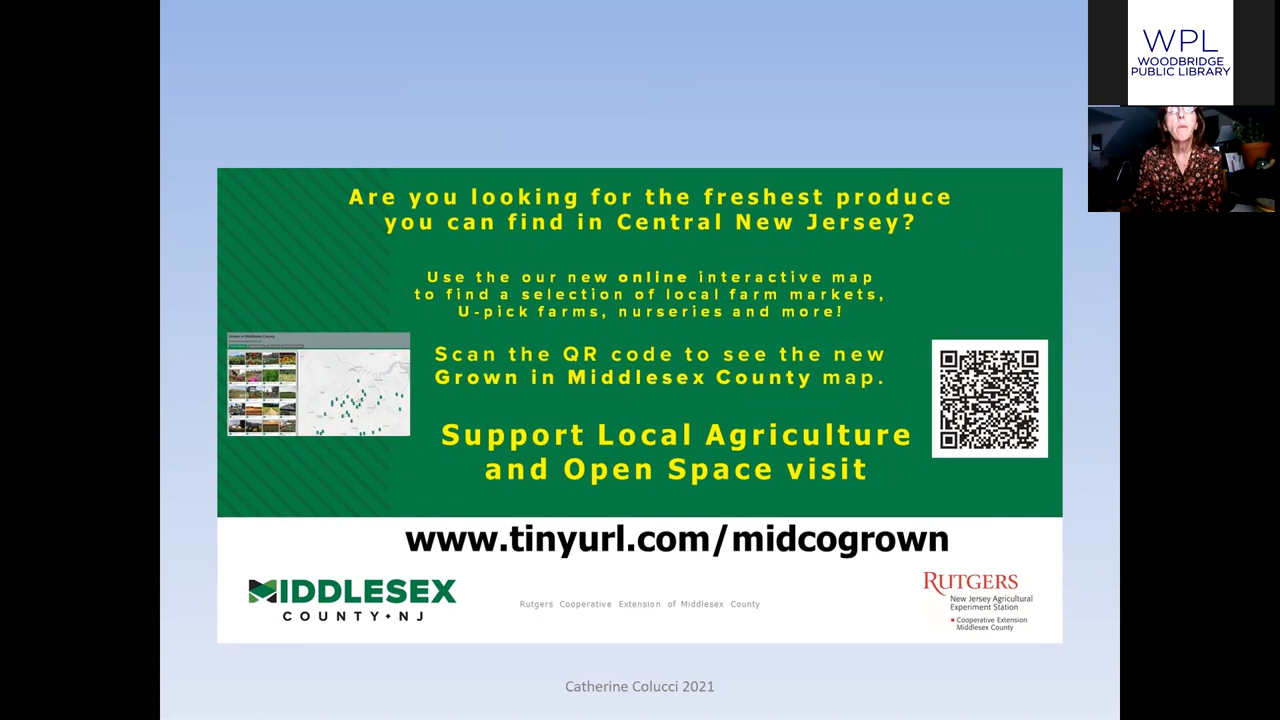 WPL
WOODBRIDGE
PUBLIC LIBRARY
Are you looking for the freshest produce
you can find in Central New Jersey?
Use the our new online interactive map
to find a selection of local farm markets,
U-pick farms, nurseries and more!
Grown in Middlesex County
Scan the QR code to see the new
Grown in Middlesex County map.
Support Local Agriculture
and Open Space visit
www.tinyurl.com/midcogrown
MIDDLESEX
COUNTY•NJ
Rutgers Cooperative Extension of Middlesex County
RUTGERS
New Jersey Agricultural
Experiment Station
Cooperative Extension
Middlesex County
Catherine Colucci 2021